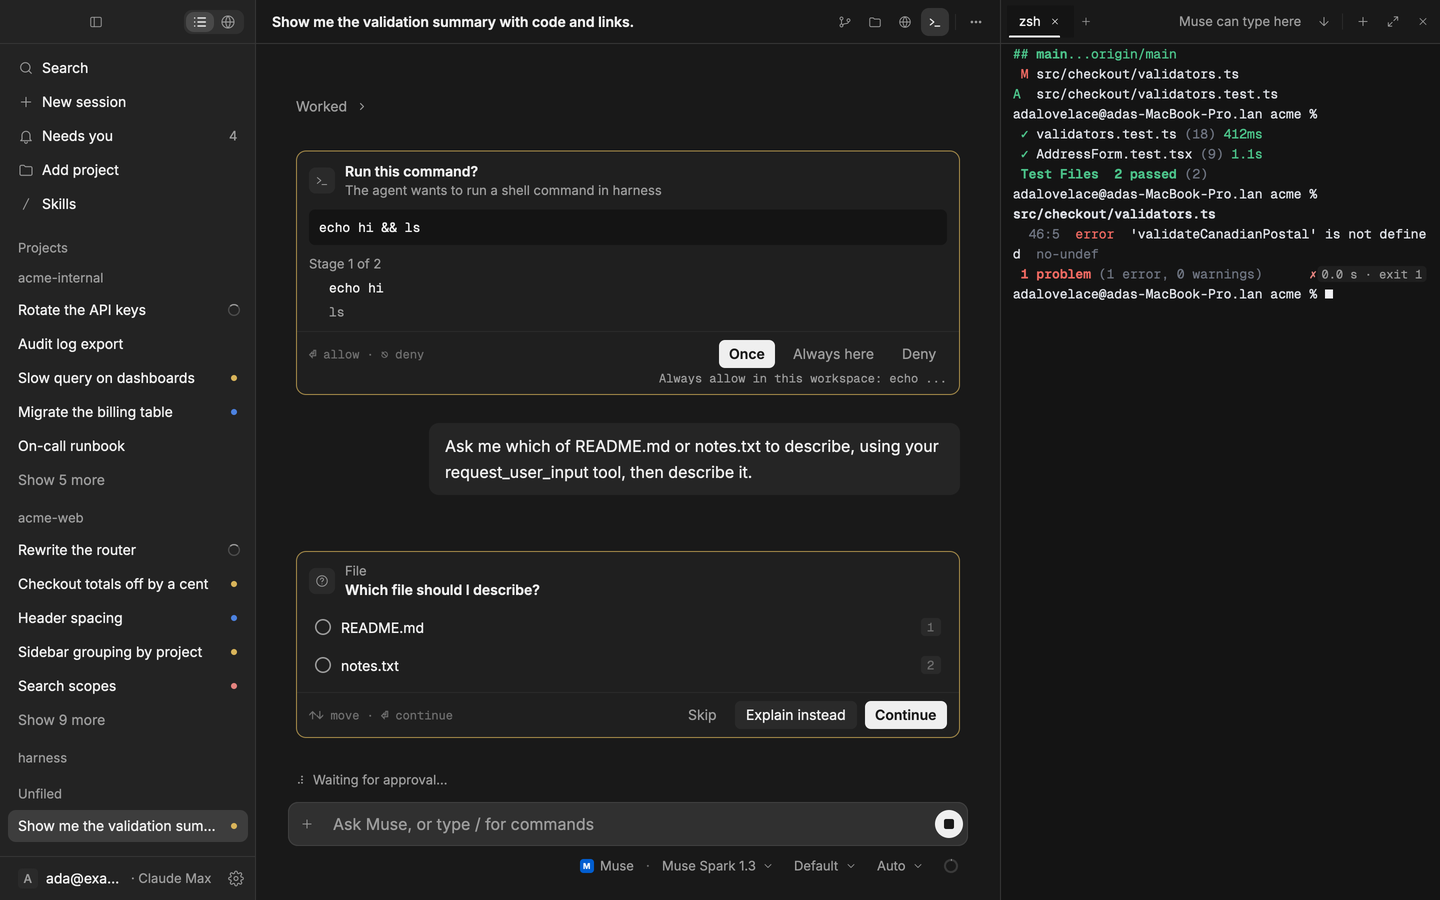 Search
New session
Needs you 4
Add project
Skills
Projects
acme-internal
Rotate the API keys
Audit log export
Slow query on dashboards
Migrate the billing table
On-call runbook
Show 5 more
acme-web
Rewrite the router
Checkout totals off by a cent
Header spacing
Sidebar grouping by project
Search scopes
Show 9 more
harness
Unfiled
Show me the validation sum...
A ada@exa... · Claude Max
Show me the validation summary with code and links.
Worked
Run this command?
The agent wants to run a shell command in harness
echo hi && ls
Stage 1 of 2
echo hi
ls
⏎ allow · ⎋ deny
Once Always here Deny
Always allow in this workspace: echo ...
Ask me which of README.md or notes.txt to describe, using your
request_user_input tool, then describe it.
File
Which file should I describe?
README.md 1
notes.txt 2
↑↓ move · ⏎ continue
Skip Explain instead Continue
Waiting for approval...
Ask Muse, or type / for commands
M Muse · Muse Spark 1.3 Default Auto
zsh × + Muse can type here
## main...origin/main
M src/checkout/validators.ts
A src/checkout/validators.test.ts
adalovelace@adas-MacBook-Pro.lan acme %
✓ validators.test.ts (18) 412ms
✓ AddressForm.test.tsx (9) 1.1s
Test Files 2 passed (2)
adalovelace@adas-MacBook-Pro.lan acme %
src/checkout/validators.ts
46:5 error 'validateCanadianPostal' is not define
d no-undef
1 problem (1 error, 0 warnings) ✗ 0.0 s · exit 1
adalovelace@adas-MacBook-Pro.lan acme %